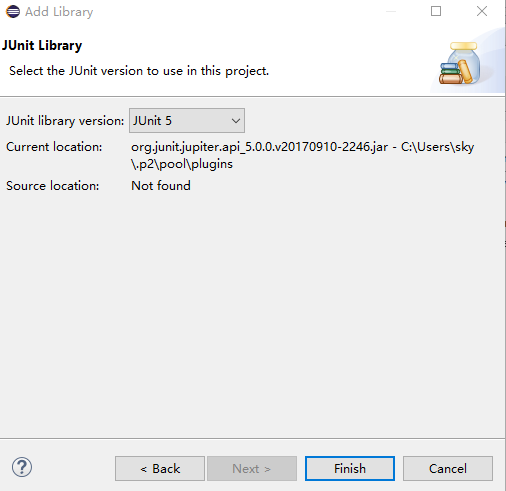 Add Library
JUnit Library
Select the JUnit version to use in this project.
JUnit library version: JUnit 5
Current location: org.junit.jupiter.api_5.0.0.v20170910-2246.jar - C:\Users\sky
\.p2\pool\plugins
Source location: Not found
? < Back Next > Finish Cancel